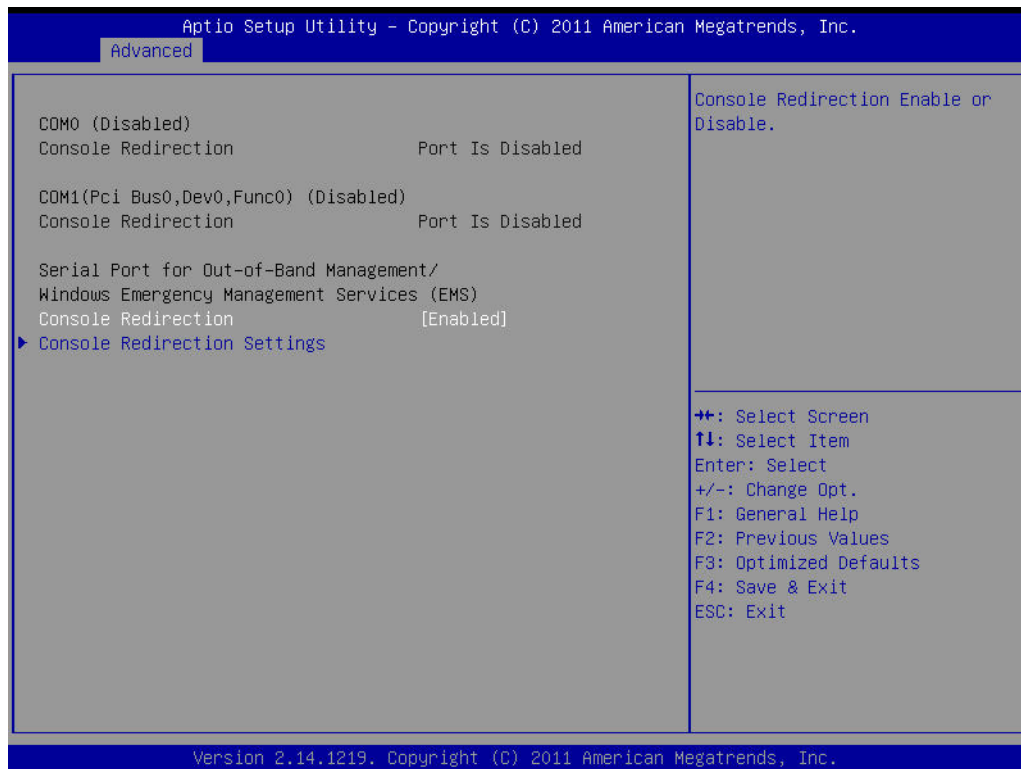 Aptio Setup Utility – Copyright (C) 2011 American Megatrends, Inc.
Advanced
COM0 (Disabled)
Console Redirection Port Is Disabled
COM1(Pci Bus0,Dev0,Func0) (Disabled)
Console Redirection Port Is Disabled
Serial Port for Out-of-Band Management/
Windows Emergency Management Services (EMS)
Console Redirection [Enabled]
▶ Console Redirection Settings
Console Redirection Enable or
Disable.
→←: Select Screen
↑↓: Select Item
Enter: Select
+/-: Change Opt.
F1: General Help
F2: Previous Values
F3: Optimized Defaults
F4: Save & Exit
ESC: Exit
Version 2.14.1219. Copyright (C) 2011 American Megatrends, Inc.